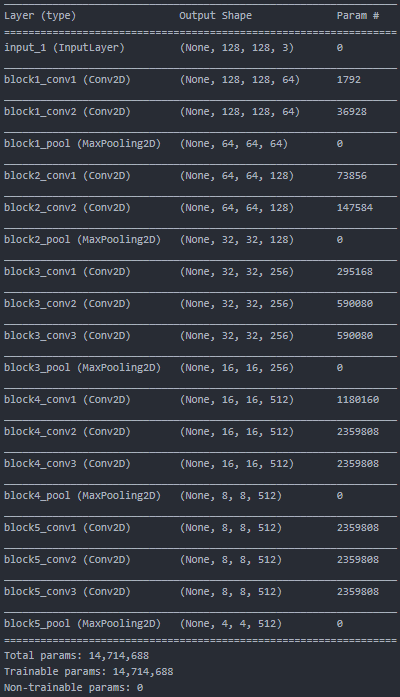 Layer (type) Output Shape Param #
input_1 (InputLayer) (None, 128, 128, 3) 0
block1_conv1 (Conv2D) (None, 128, 128, 64) 1792
block1_conv2 (Conv2D) (None, 128, 128, 64) 36928
block1_pool (MaxPooling2D) (None, 64, 64, 64) 0
block2_conv1 (Conv2D) (None, 64, 64, 128) 73856
block2_conv2 (Conv2D) (None, 64, 64, 128) 147584
block2_pool (MaxPooling2D) (None, 32, 32, 128) 0
block3_conv1 (Conv2D) (None, 32, 32, 256) 295168
block3_conv2 (Conv2D) (None, 32, 32, 256) 590080
block3_conv3 (Conv2D) (None, 32, 32, 256) 590080
block3_pool (MaxPooling2D) (None, 16, 16, 256) 0
block4_conv1 (Conv2D) (None, 16, 16, 512) 1180160
block4_conv2 (Conv2D) (None, 16, 16, 512) 2359808
block4_conv3 (Conv2D) (None, 16, 16, 512) 2359808
block4_pool (MaxPooling2D) (None, 8, 8, 512) 0
block5_conv1 (Conv2D) (None, 8, 8, 512) 2359808
block5_conv2 (Conv2D) (None, 8, 8, 512) 2359808
block5_conv3 (Conv2D) (None, 8, 8, 512) 2359808
block5_pool (MaxPooling2D) (None, 4, 4, 512) 0
Total params: 14,714,688
Trainable params: 14,714,688
Non-trainable params: 0